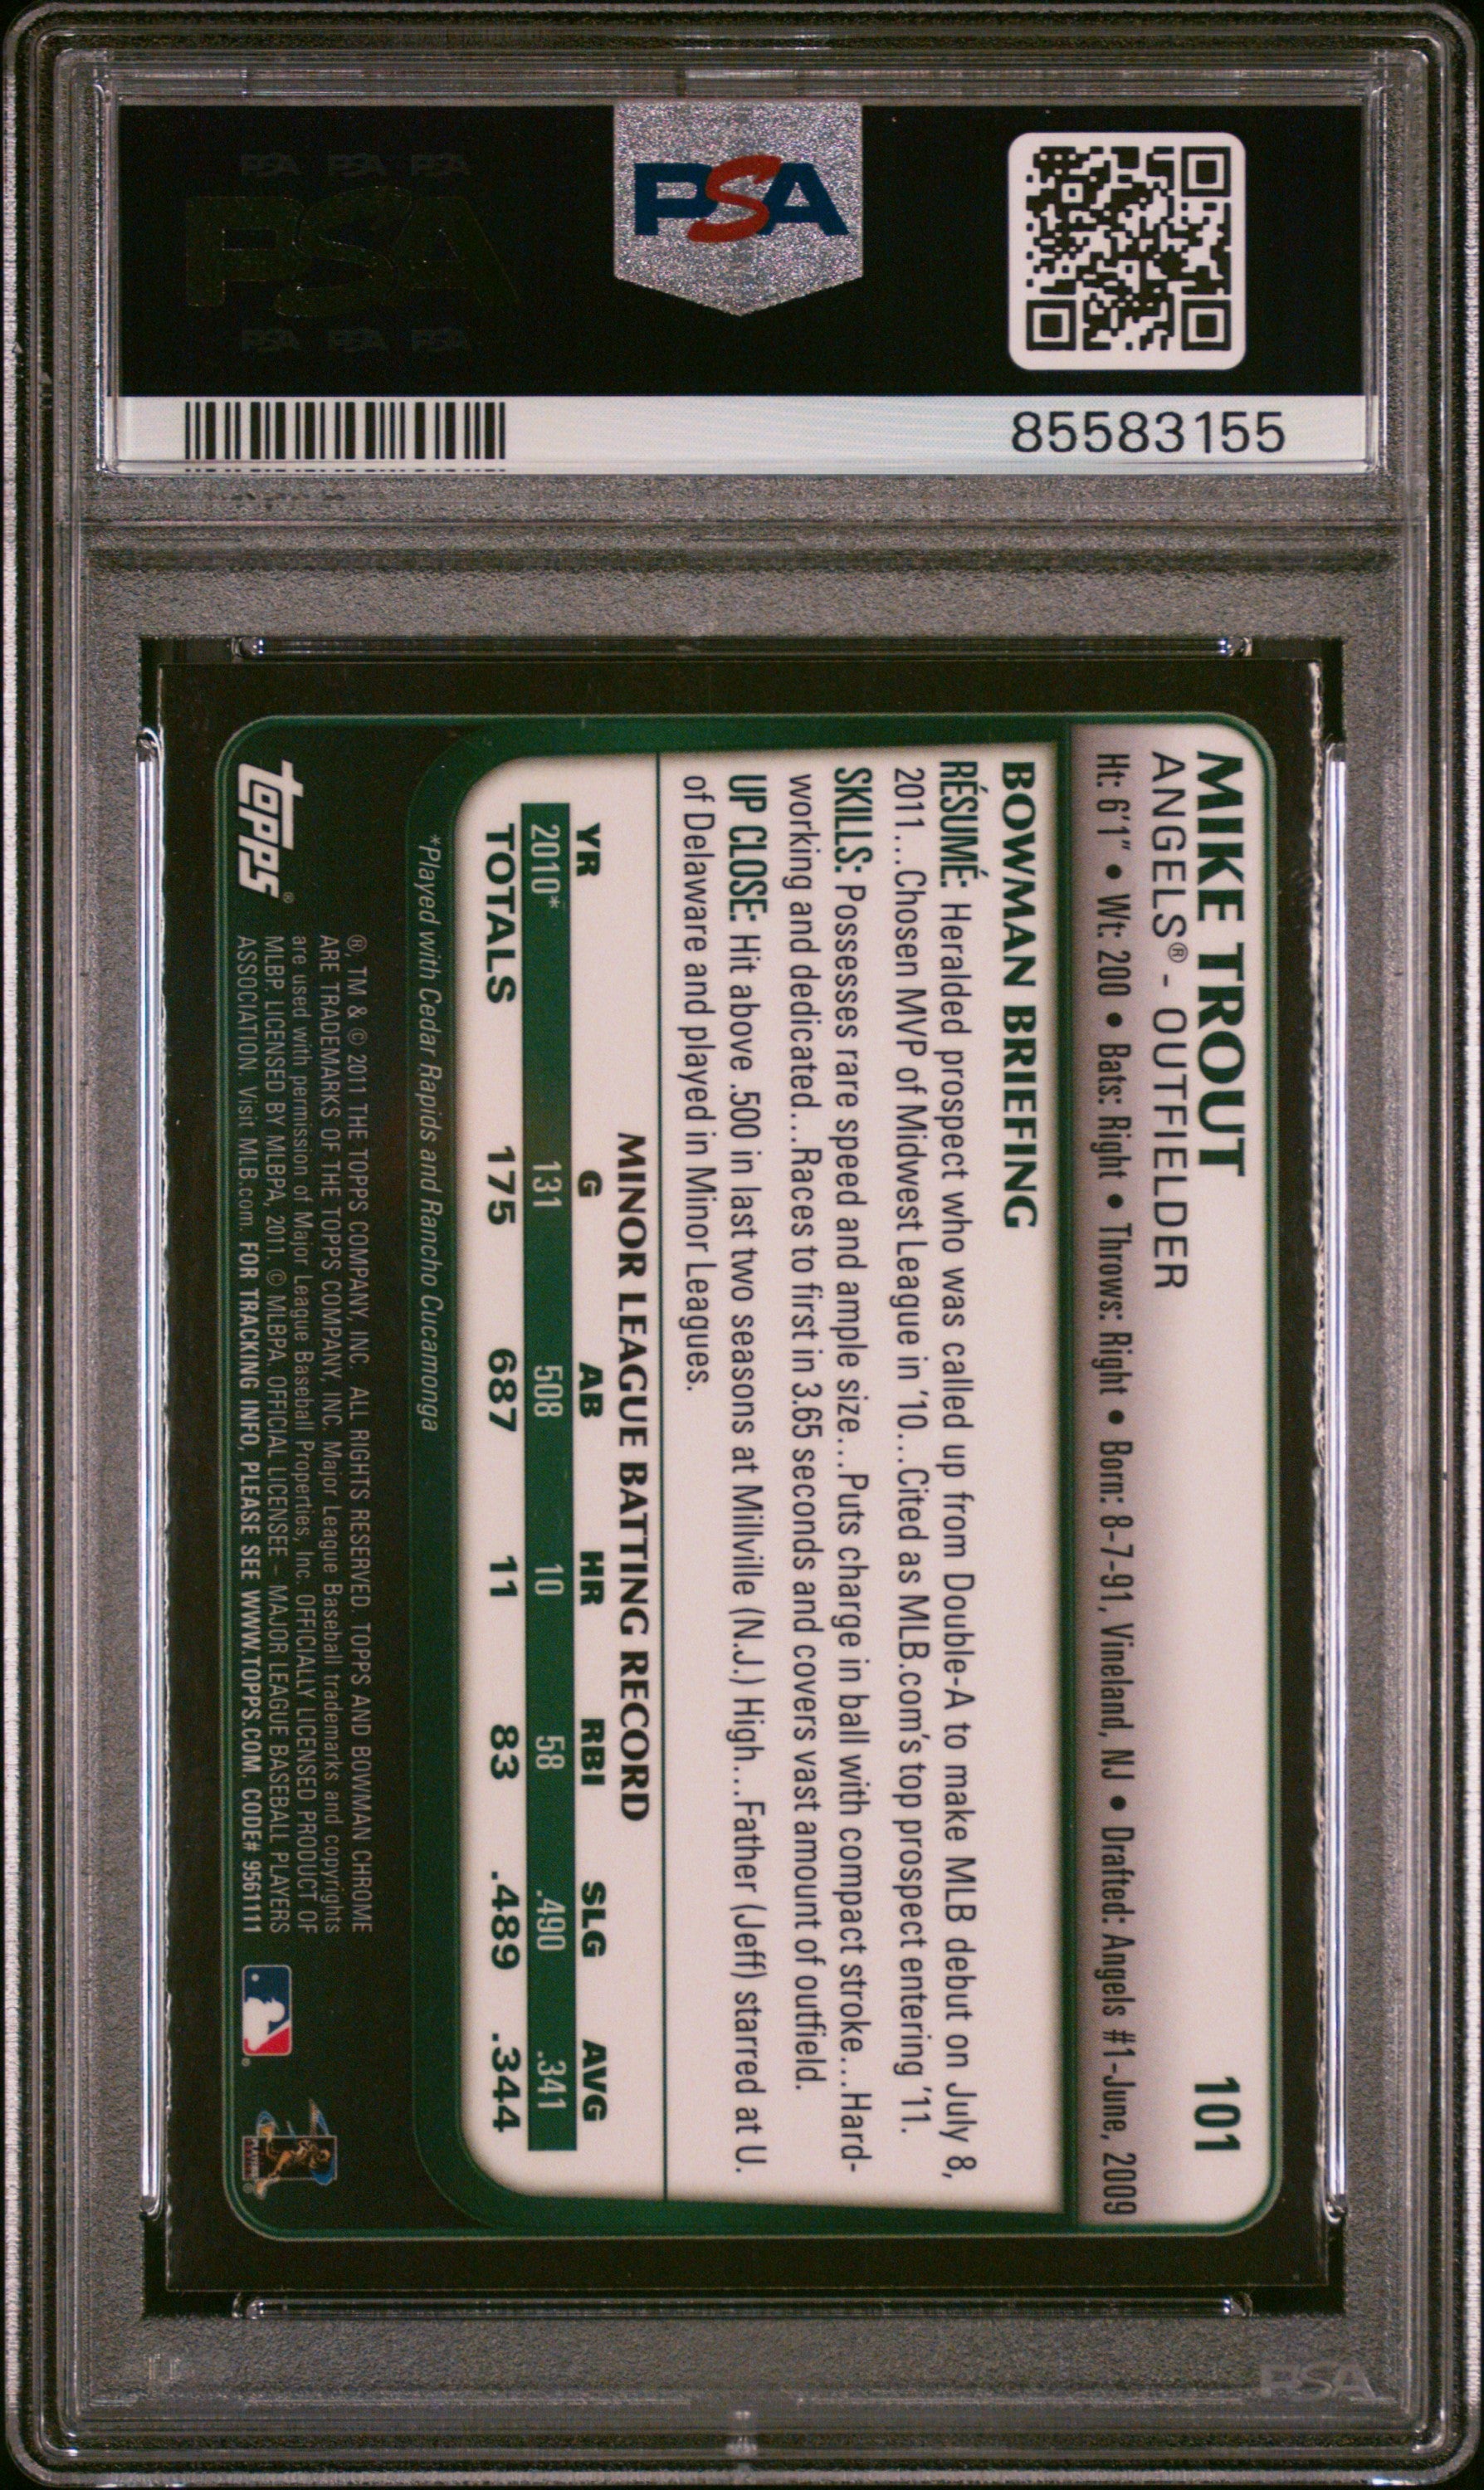 PSA PSA PSA
PSA
PSA PSA PSA
PSA
85583155
MIKE TROUT
101
ANGELS® - OUTFIELDER
Ht: 6'1" • Wt: 200 • Bats: Right • Throws: Right • Born: 8-7-91, Vineland, NJ • Drafted: Angels #1-June, 2009
BOWMAN BRIEFING
RÉSUMÉ: Heralded prospect who was called up from Double-A to make MLB debut on July 8,
2011...Chosen MVP of Midwest League in '10...Cited as MLB.com's top prospect entering '11.
SKILLS: Possesses rare speed and ample size...Puts charge in ball with compact stroke...Hard-
working and dedicated...Races to first in 3.65 seconds and covers vast amount of outfield.
UP CLOSE: Hit above .500 in last two seasons at Millville (N.J.) High...Father (Jeff) starred at U.
of Delaware and played in Minor Leagues.
MINOR LEAGUE BATTING RECORD
YR G AB HR RBI SLG AVG
2010* 131 508 10 58 .490 .341
TOTALS 175 687 11 83 .489 .344
*Played with Cedar Rapids and Rancho Cucamonga
®, TM & © 2011 THE TOPPS COMPANY, INC. ALL RIGHTS RESERVED. TOPPS AND BOWMAN CHROME
ARE TRADEMARKS OF THE TOPPS COMPANY, INC. Major League Baseball trademarks and copyrights
are used with permission of Major League Baseball Properties, Inc. OFFICIALLY LICENSED PRODUCT OF
MLBP, LICENSED BY MLBPA, 2011. © MLBPA. OFFICIAL LICENSEE – MAJOR LEAGUE BASEBALL PLAYERS
ASSOCIATION. Visit MLB.com. FOR TRACKING INFO, PLEASE SEE WWW.TOPPS.COM. CODE# 9561111
Topps®
PSA